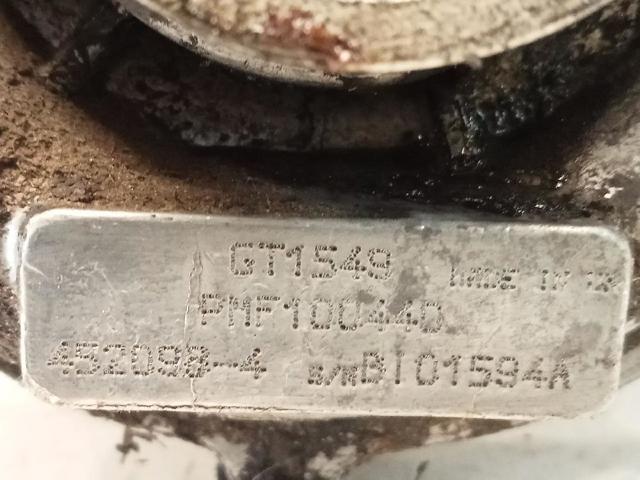 GT1549 MADE IN UK
PMF100440
452098-4 s/n BI01594A